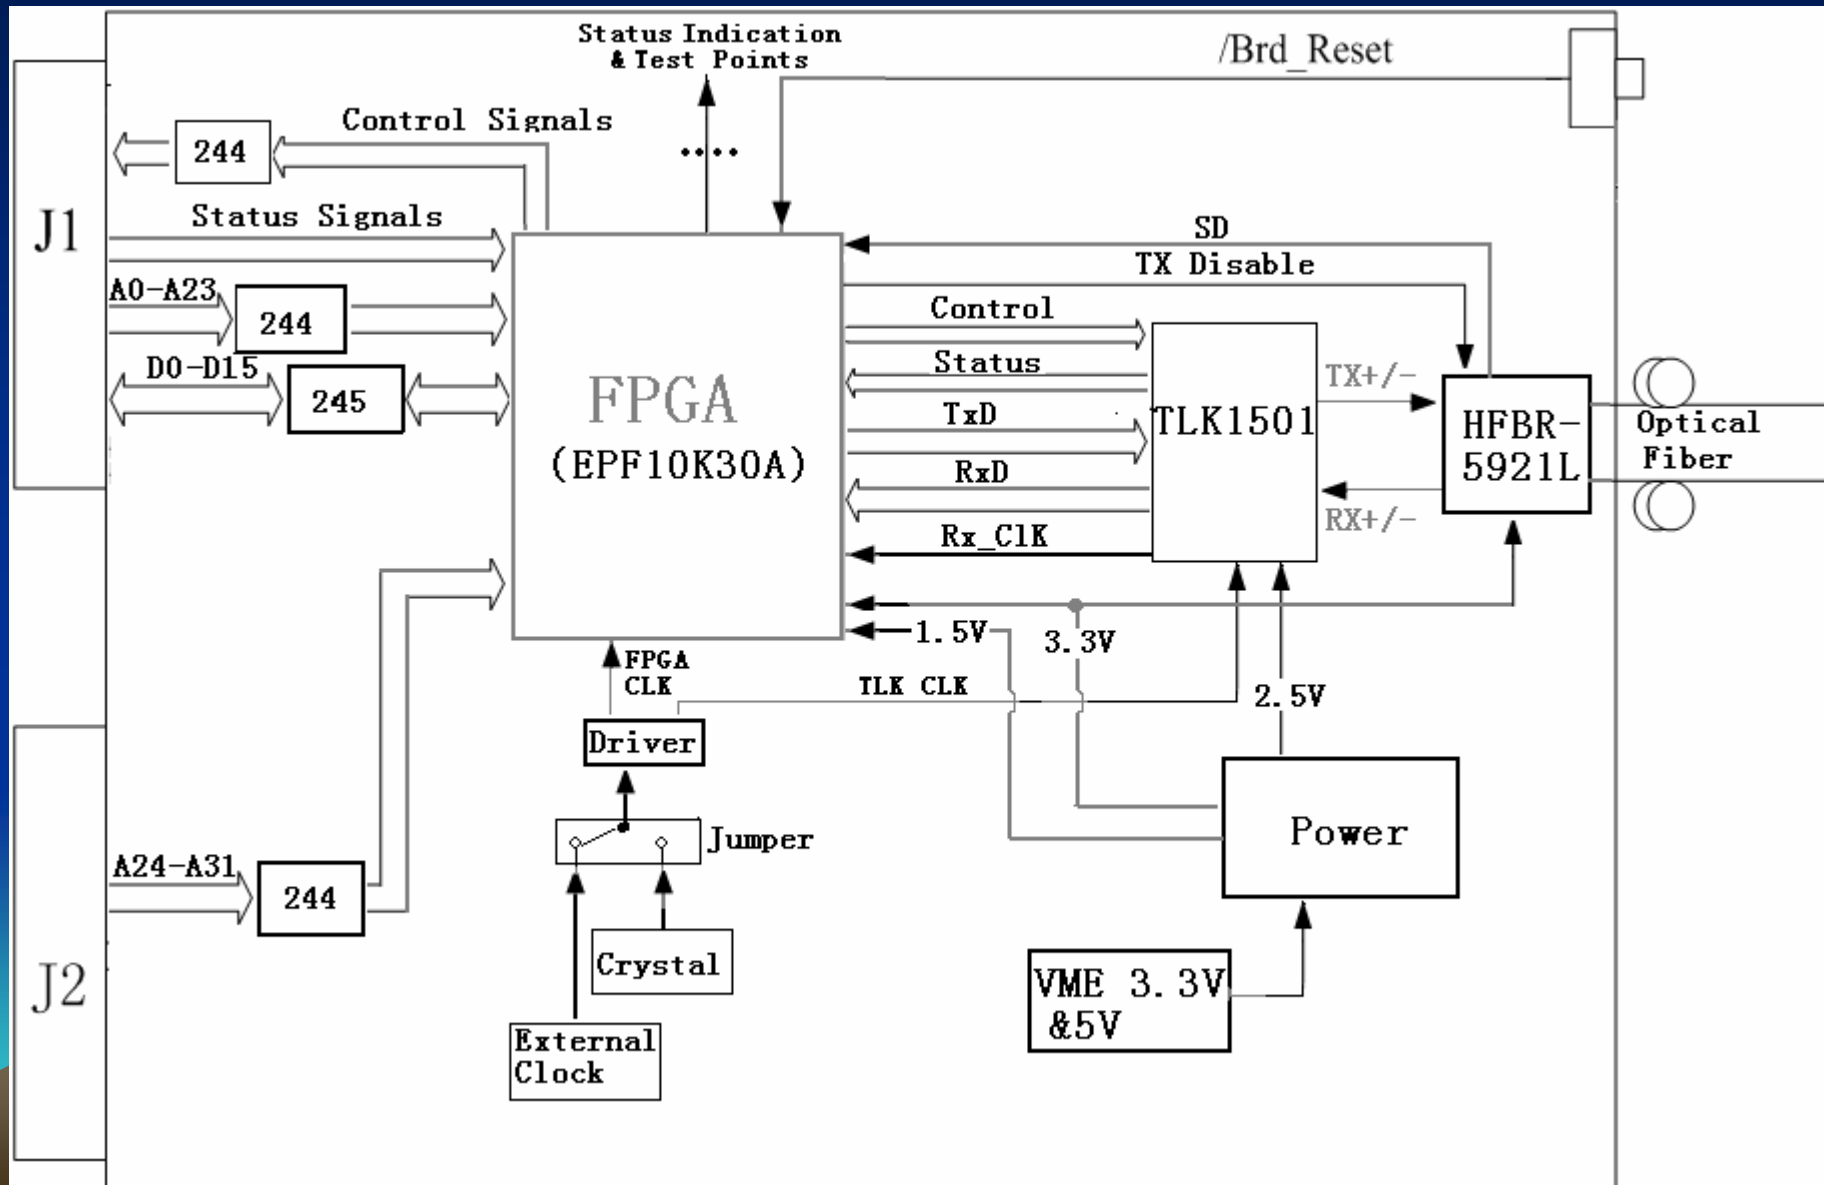 Status Indication
& Test Points
/Brd_Reset
Control Signals
244
J1
Status Signals
SD
TX Disable
A0-A23
244
Control
D0-D15
Status
245
FPGA
(EPF10K30A)
TxD
TLK1501
TX+/-
HFBR-
5921L
Optical
Fiber
RxD
RX+/-
Rx_ClK
1.5V
3.3V
FPGA
CLK
TLK CLK
2.5V
Driver
Jumper
Power
A24-A31
244
Crystal
J2
VME 3.3V
&5V
External
Clock